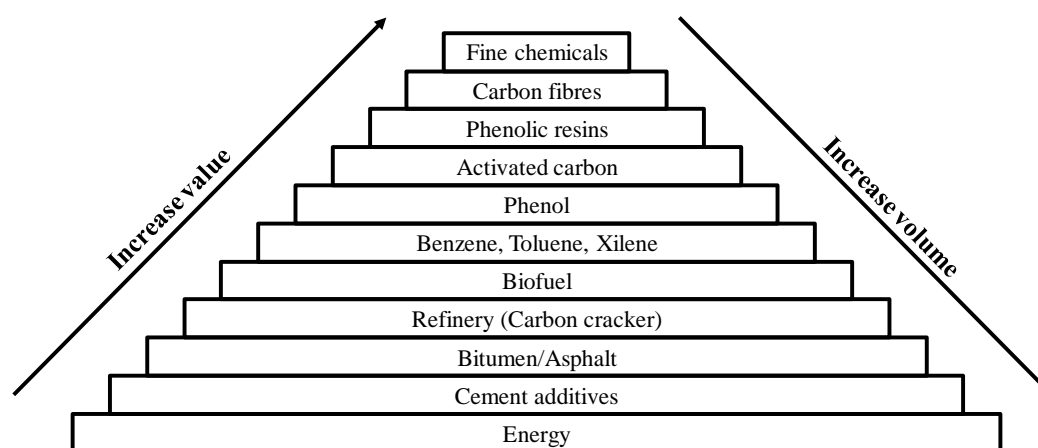 Fine chemicals
Carbon fibres
Phenolic resins
Activated carbon
Phenol
Benzene, Toluene, Xilene
Biofuel
Refinery (Carbon cracker)
Bitumen/Asphalt
Cement additives
Energy
Increase value
Increase volume